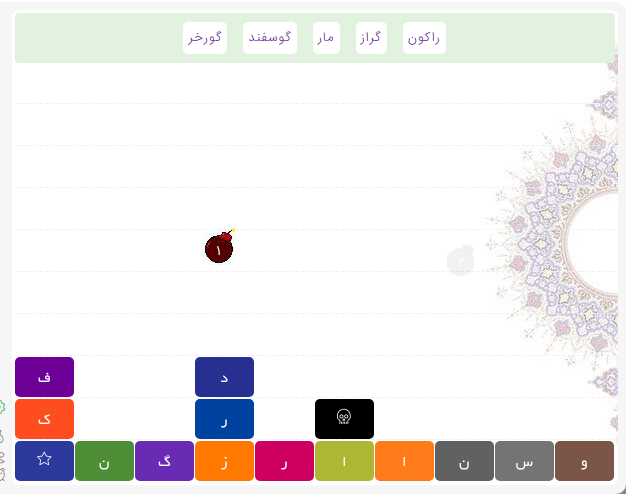 راکون گراز مار گوسفند گورخر
۱
د ف
ر ک
و س ن ا ا ر ز گ ن